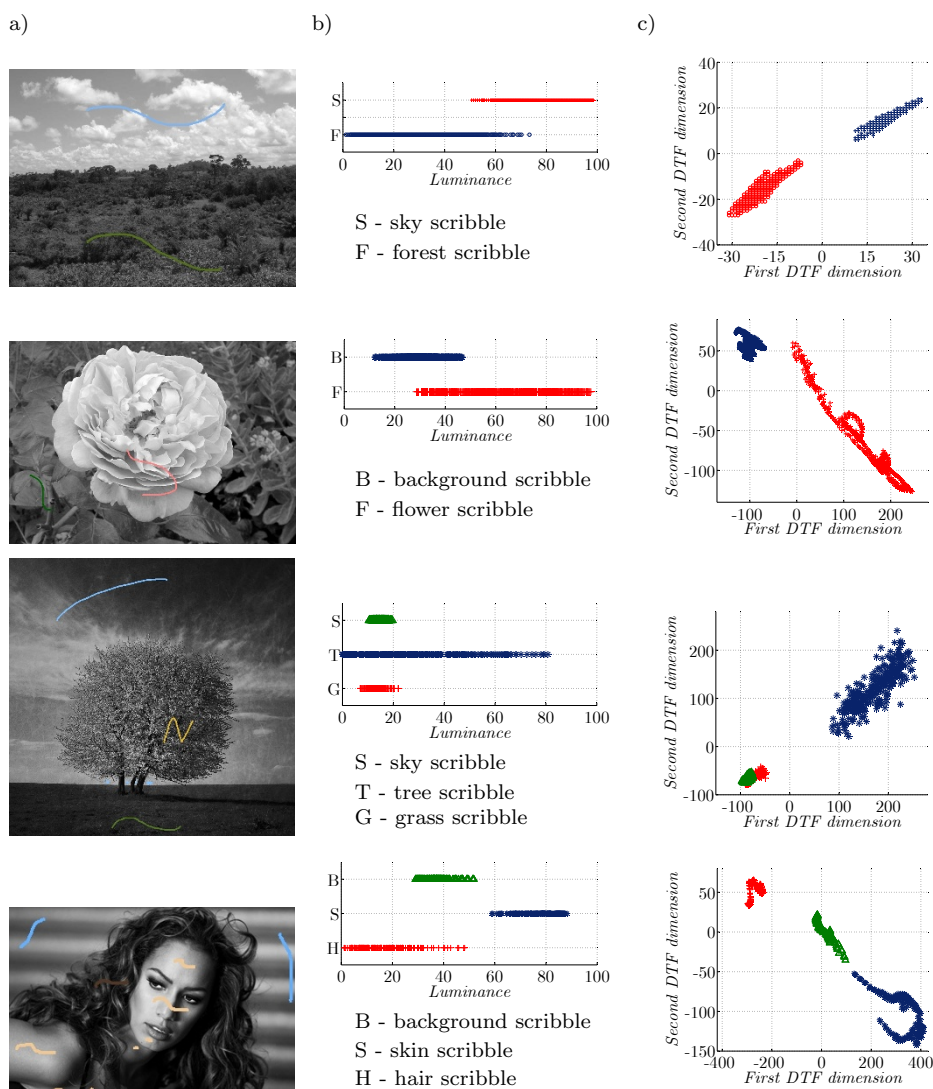 a)
b)
c)
S
F
0
20
40
60
80
100
Luminance
S - sky scribble
F - forest scribble
Second DTF dimension
40
20
0
-20
-40
-30
-15
0
15
30
First DTF dimension
B
F
0
20
40
60
80
100
Luminance
B - background scribble
F - flower scribble
Second DTF dimension
50
0
-50
-100
-100
0
100
200
First DTF dimension
S
T
G
0
20
40
60
80
100
Luminance
S - sky scribble
T - tree scribble
G - grass scribble
Second DTF dimension
200
100
0
-100
-100
0
100
200
First DTF dimension
B
S
H
0
20
40
60
80
100
Luminance
B - background scribble
S - skin scribble
H - hair scribble
Second DTF dimension
50
0
-50
-100
-150
-400
-200
0
200
400
First DTF dimension